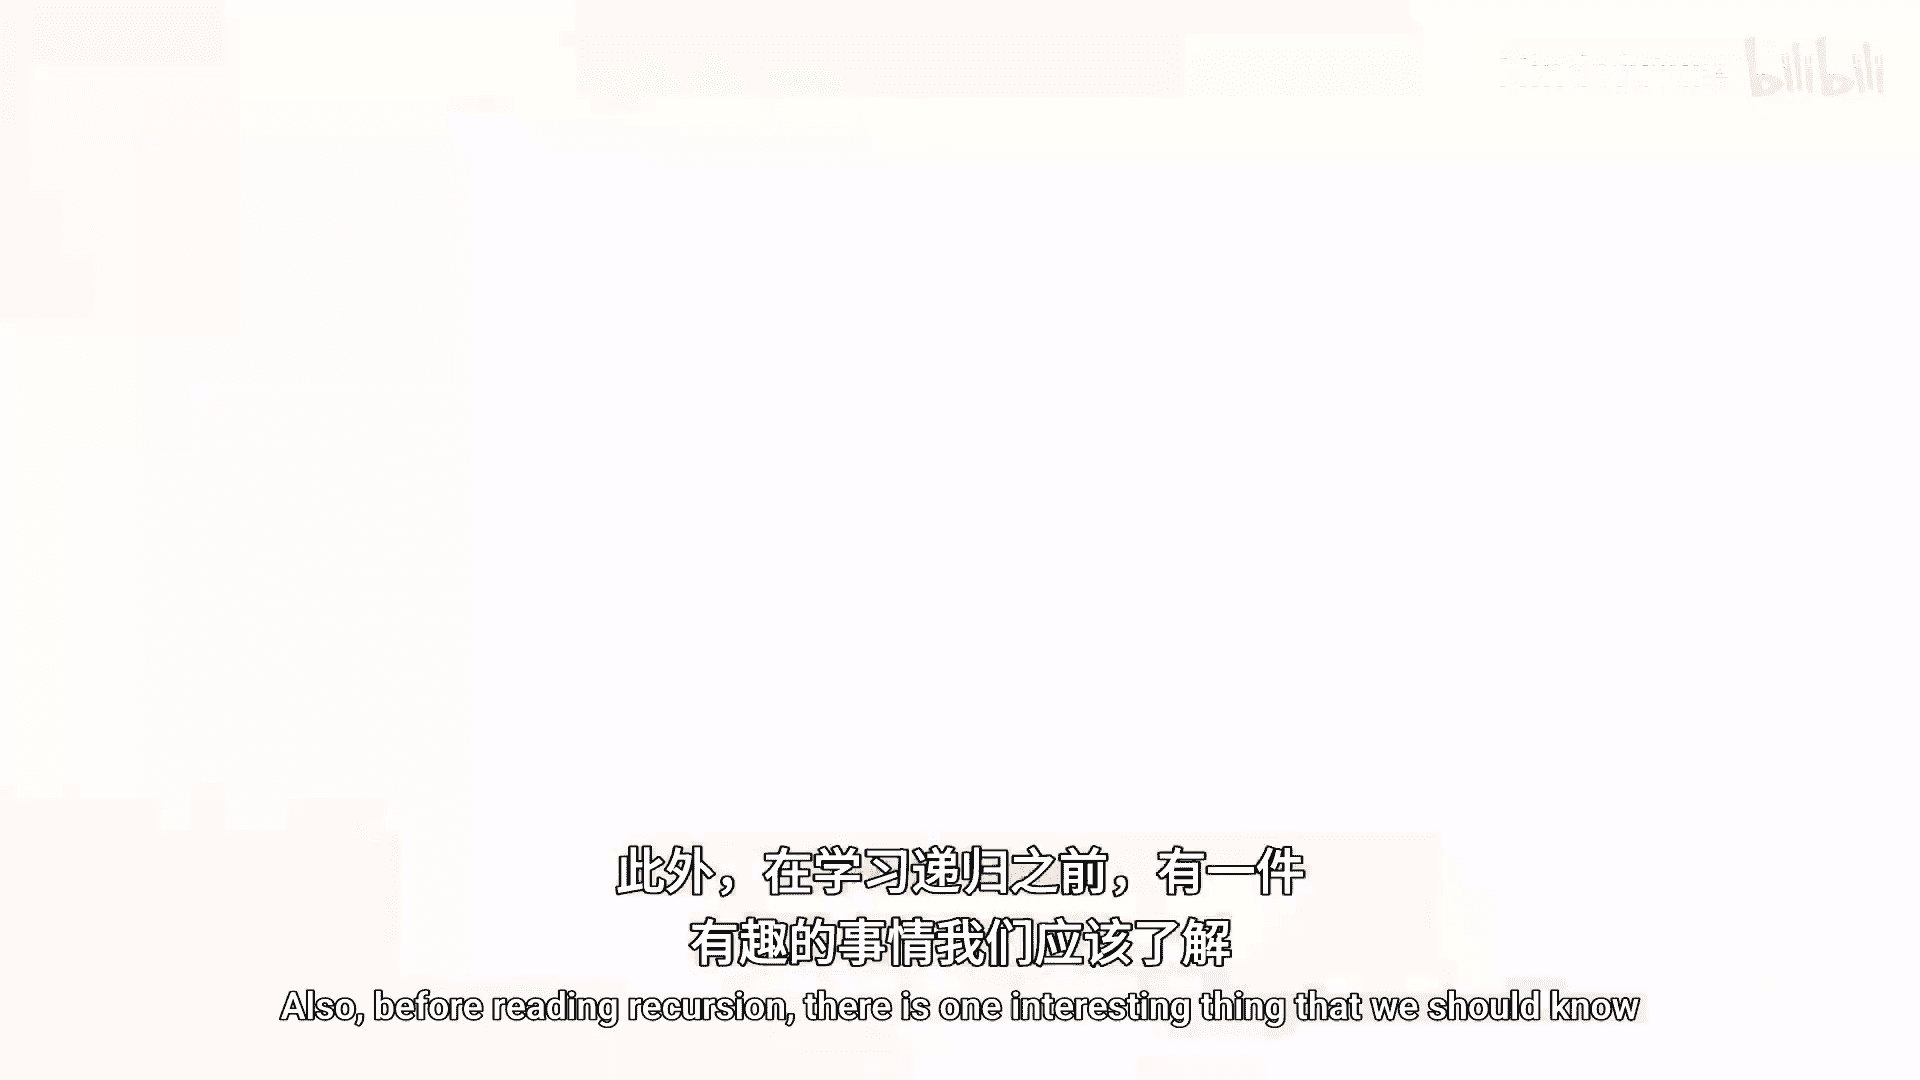 bilibili
此外，在学习递归之前，有一件
有趣的事情我们应该了解
Also, before reading recursion, there is one interesting thing that we should know